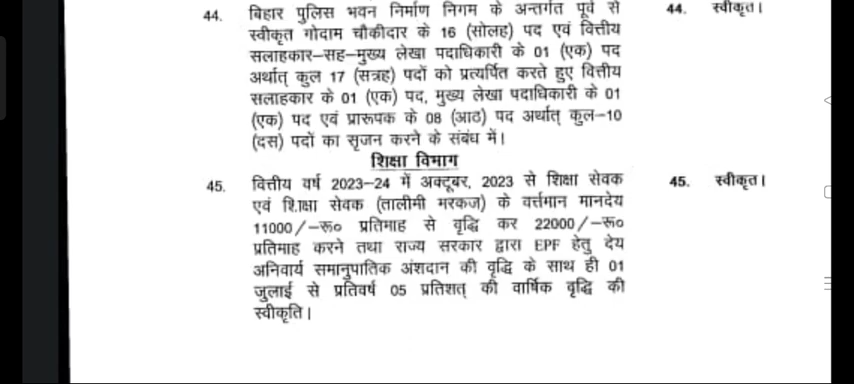 44. बिहार पुलिस भवन निर्माण निगम के अन्तर्गत पूर्व से 44. स्वीकृत।
स्वीकृत गोदाम चौकीदार के 16 (सोलह) पद एवं वित्तीय
सलाहकार-सह-मुख्य लेखा पदाधिकारी के 01 (एक) पद
अर्थात् कुल 17 (सत्रह) पदों को प्रत्यर्पित करते हुए वित्तीय
सलाहकार के 01 (एक) पद, मुख्य लेखा पदाधिकारी के 01
(एक) पद एवं प्रारूपक के 08 (आठ) पद अर्थात् कुल-10
(दस) पदों का सृजन करने के संबंध में।
शिक्षा विभाग
45. वित्तीय वर्ष 2023-24 में अक्टूबर, 2023 से शिक्षा सेवक 45. स्वीकृत।
एवं शिक्षा सेवक (तालीमी मरकज) के वर्त्तमान मानदेय
11000/-रू० प्रतिमाह से वृद्धि कर 22000/-रू०
प्रतिमाह करने तथा राज्य सरकार द्वारा EPF हेतु देय
अनिवार्य समानुपातिक अंशदान की वृद्धि के साथ ही 01
जुलाई से प्रतिवर्ष 05 प्रतिशत् की वार्षिक वृद्धि की
स्वीकृति।